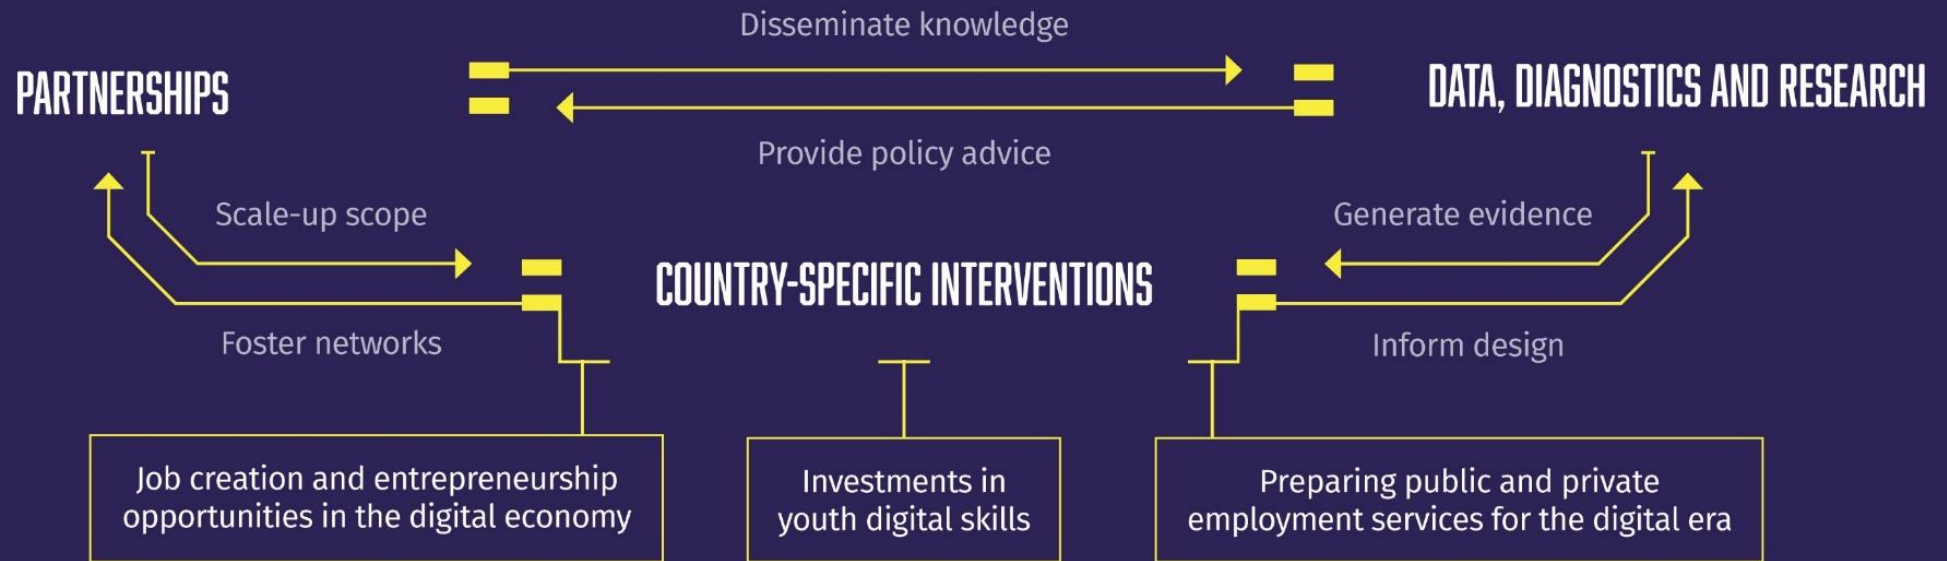 Disseminate knowledge
PARTNERSHIPS
DATA, DIAGNOSTICS AND RESEARCH
Provide policy advice
Scale-up scope
Generate evidence
COUNTRY-SPECIFIC INTERVENTIONS
Foster networks
Inform design
Job creation and entrepreneurship
opportunities in the digital economy
Investments in
youth digital skills
Preparing public and private
employment services for the digital era